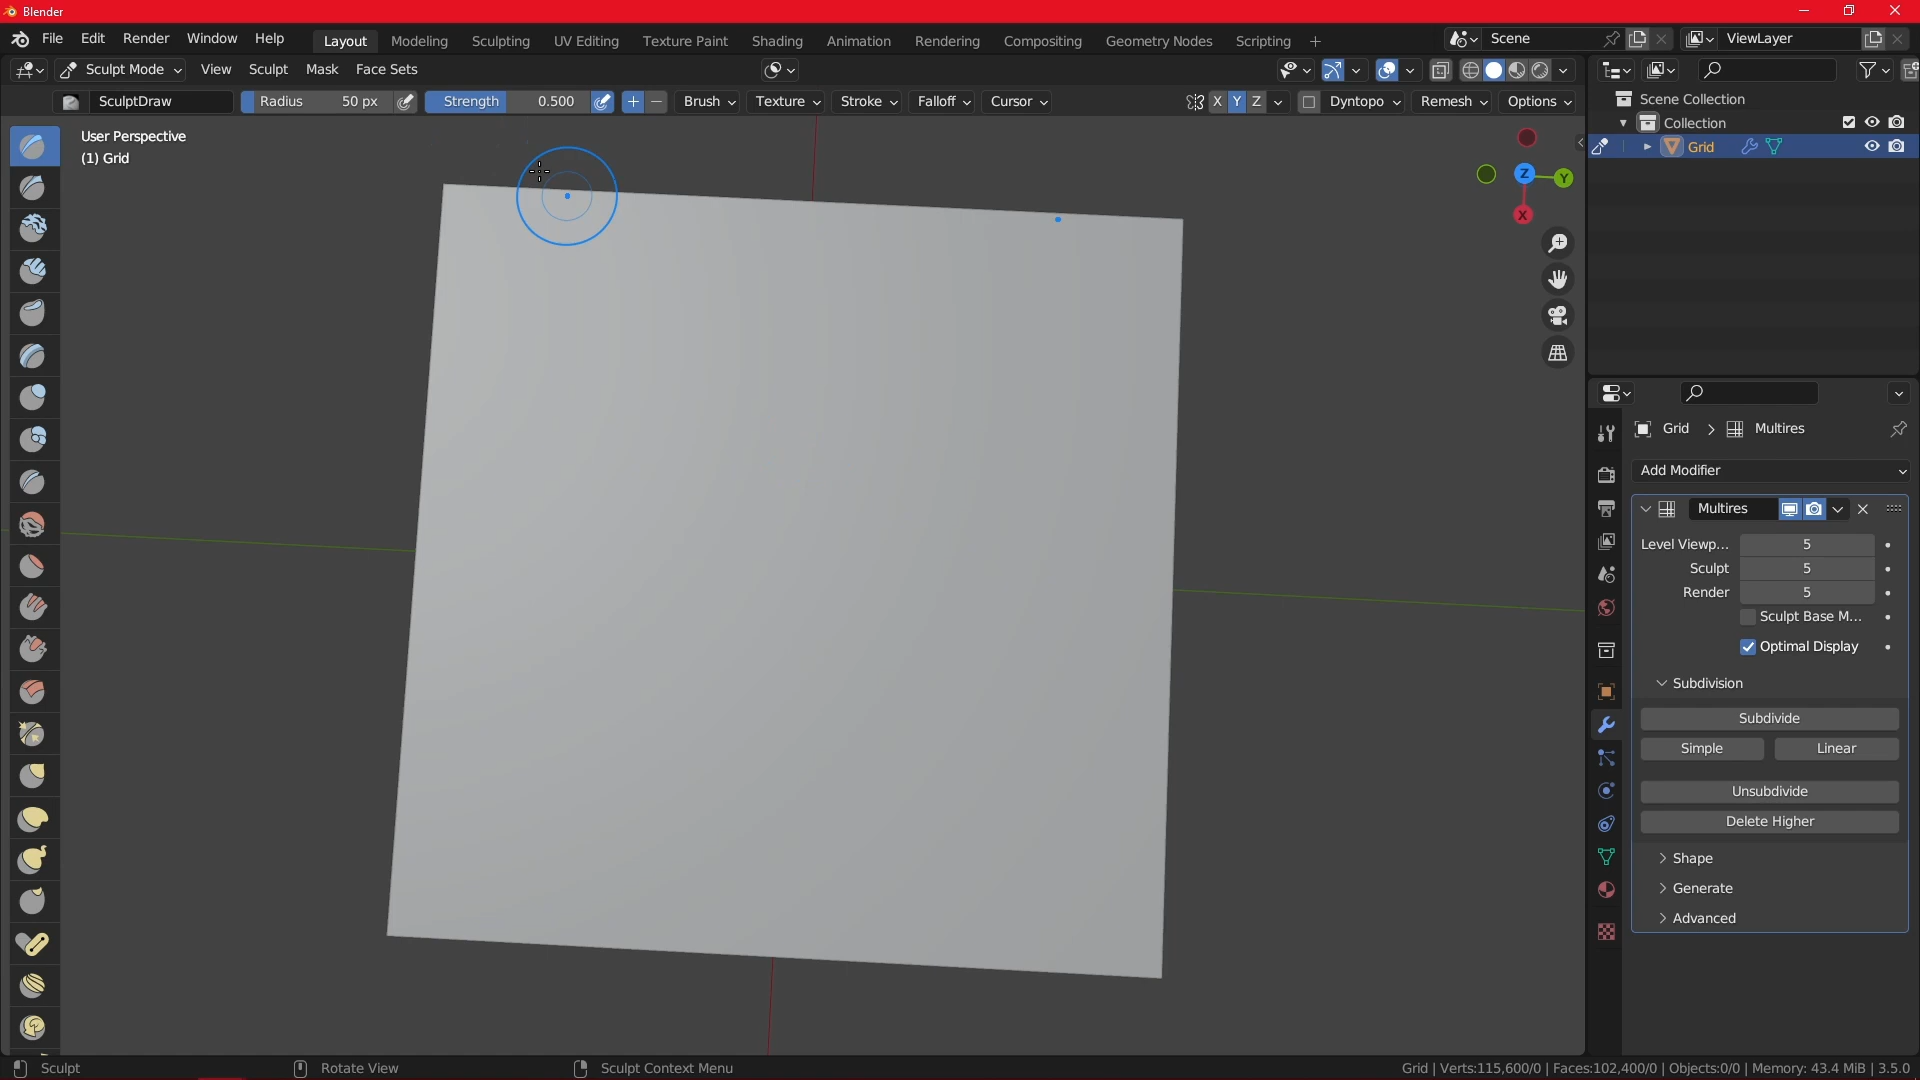 Blender
File Edit Render Window Help Layout Modeling Sculpting UV Editing Texture Paint Shading Animation Rendering Compositing Geometry Nodes Scripting + Scene ViewLayer
Sculpt Mode View Sculpt Mask Face Sets
SculptDraw Radius 50 px Strength 0.500 + − Brush Texture Stroke Falloff Cursor X Y Z Dyntopo Remesh Options
User Perspective
(1) Grid
Z
Y
X
Scene Collection
Collection
Grid
Grid > Multires
Add Modifier
Multires
Level Viewp... 5
Sculpt 5
Render 5
Sculpt Base M...
Optimal Display
Subdivision
Subdivide
Simple Linear
Unsubdivide
Delete Higher
Shape
Generate
Advanced
Sculpt Rotate View Sculpt Context Menu Grid | Verts:115,600/0 | Faces:102,400/0 | Objects:0/0 | Memory: 43.4 MiB | 3.5.0